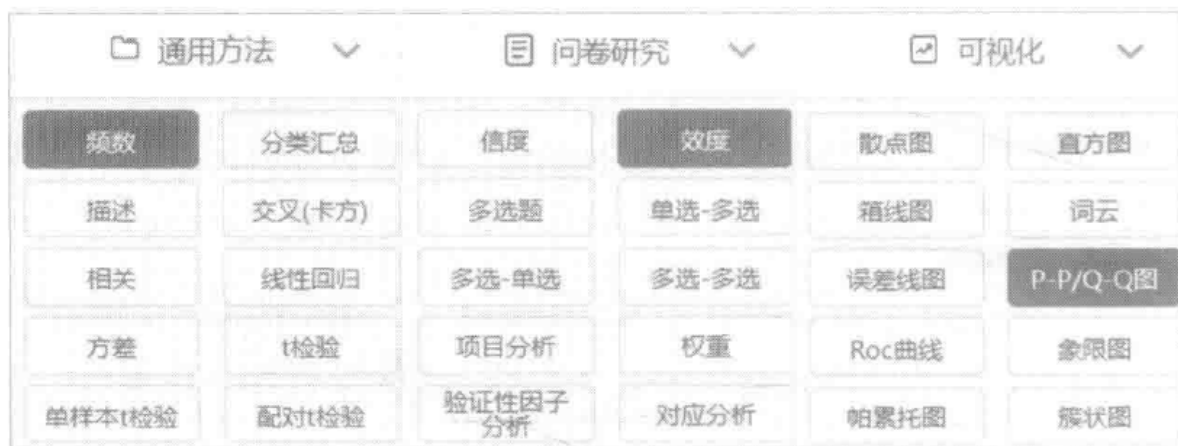 通用方法 问卷研究 可视化
频数 分类汇总 信度 效度 散点图 直方图
描述 交叉(卡方) 多选题 单选-多选 箱线图 词云
相关 线性回归 多选-单选 多选-多选 误差线图 P-P/Q-Q图
方差 t检验 项目分析 权重 Roc曲线 象限图
单样本t检验 配对t检验 验证性因子 对应分析 帕累托图 簇状图
分析